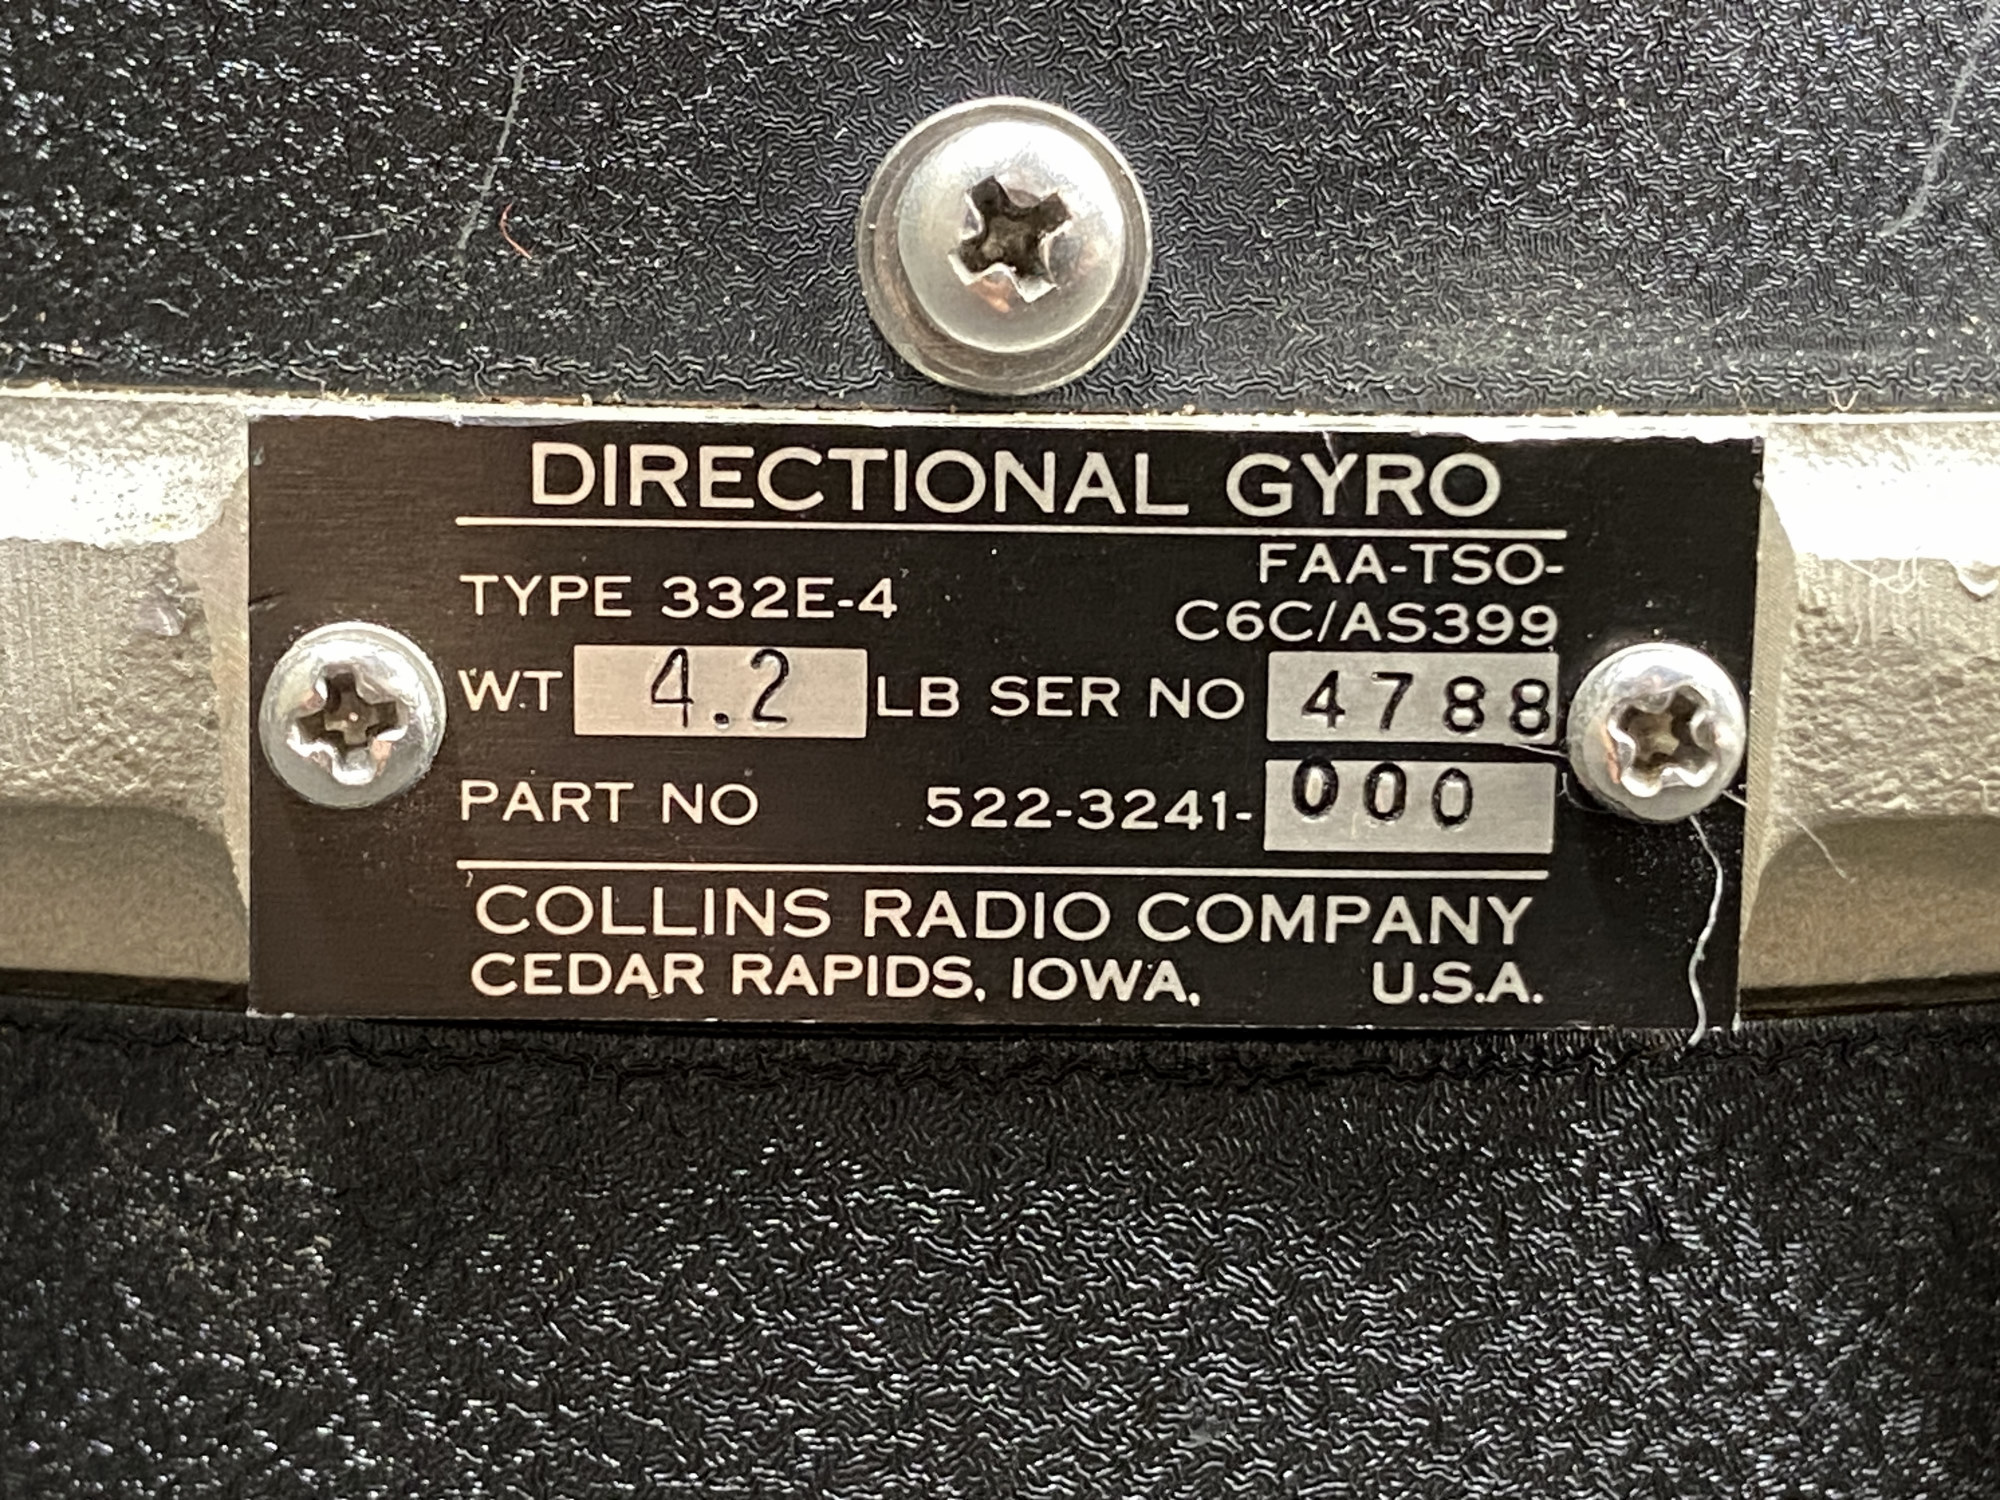 DIRECTIONAL GYRO
TYPE 332E-4 FAA-TSO-
C6C/AS399
WT 4.2 LB SER NO 4788
PART NO 522-3241-000
COLLINS RADIO COMPANY
CEDAR RAPIDS, IOWA, U.S.A.